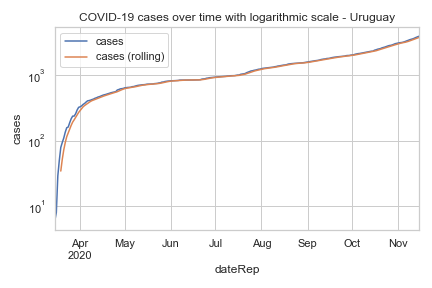 COVID-19 cases over time with logarithmic scale - Uruguay
cases
cases (rolling)
cases
10³
10²
10¹
Apr May Jun Jul Aug Sep Oct Nov
2020
dateRep